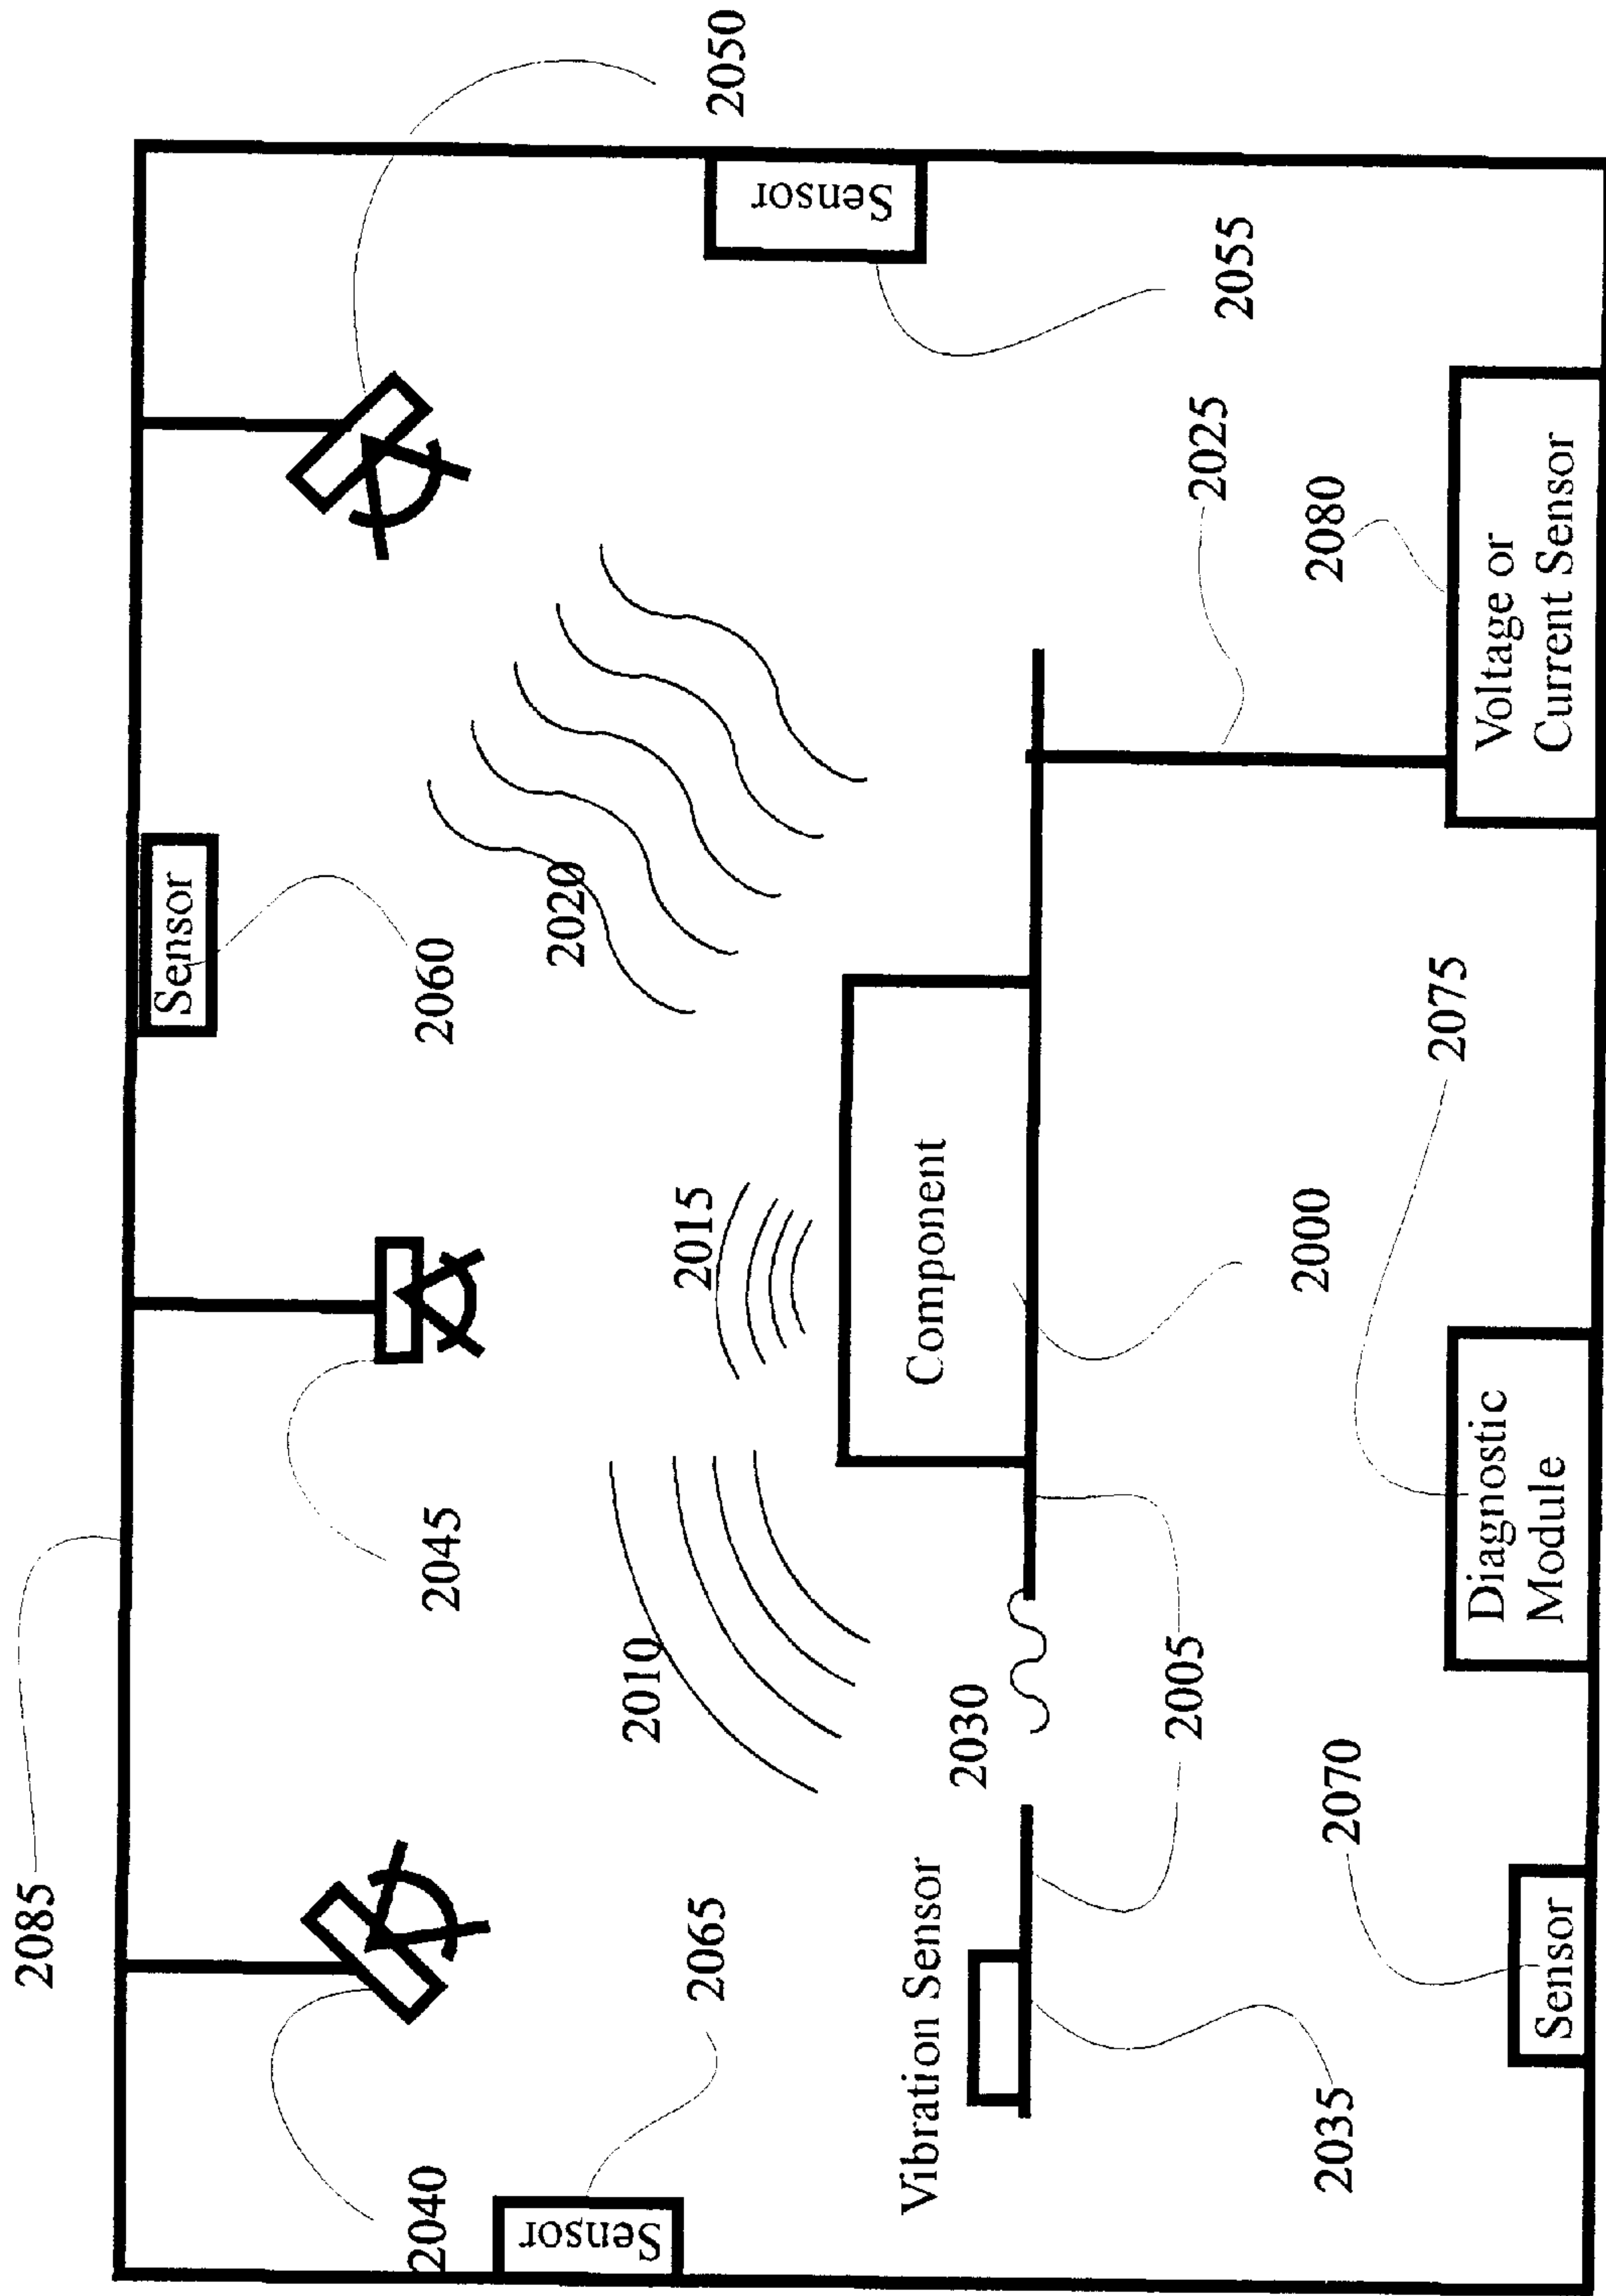 2085
Sensor
2040
2045
2060
2020
Sensor
2010
2015
2065
2050
Sensor
Vibration Sensor
Component
2030
2005
2025
2055
2035
2070
2000
2080
2075
Sensor
Diagnostic
Module
Voltage or
Current Sensor